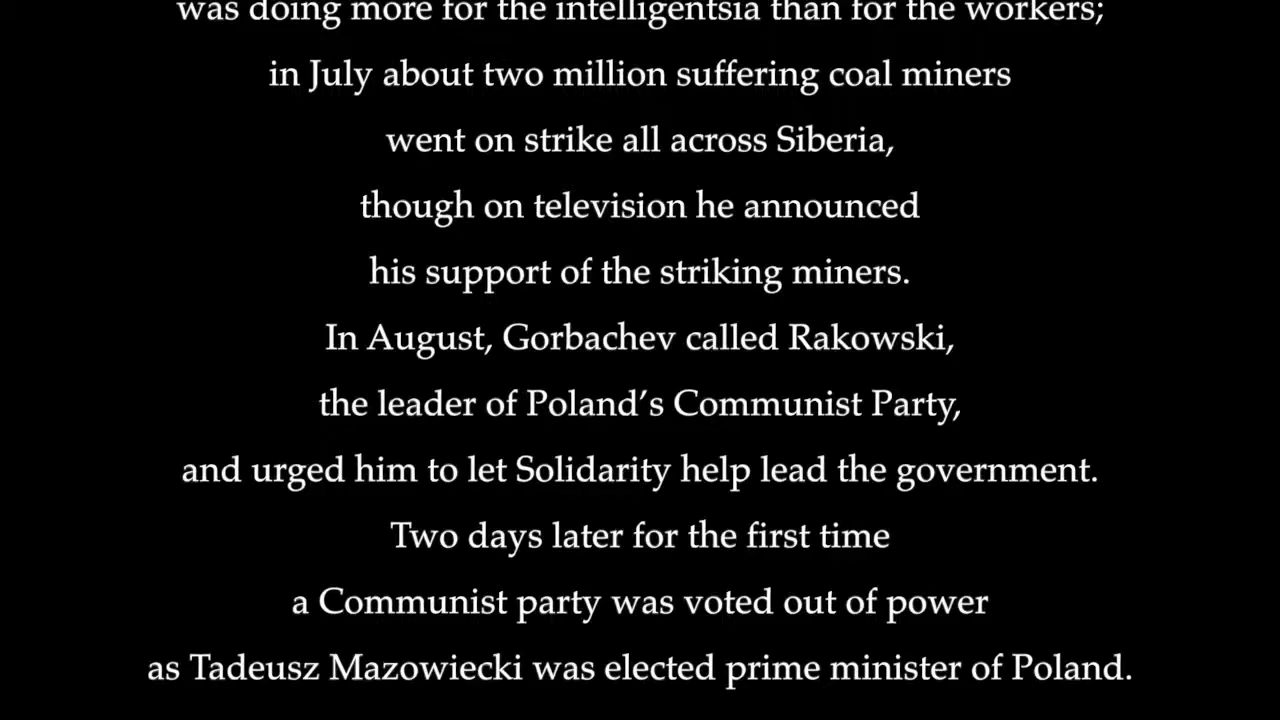 was doing more for the intelligentsia than for the workers;
in July about two million suffering coal miners
went on strike all across Siberia,
though on television he announced
his support of the striking miners.
In August, Gorbachev called Rakowski,
the leader of Poland’s Communist Party,
and urged him to let Solidarity help lead the government.
Two days later for the first time
a Communist party was voted out of power
as Tadeusz Mazowiecki was elected prime minister of Poland.